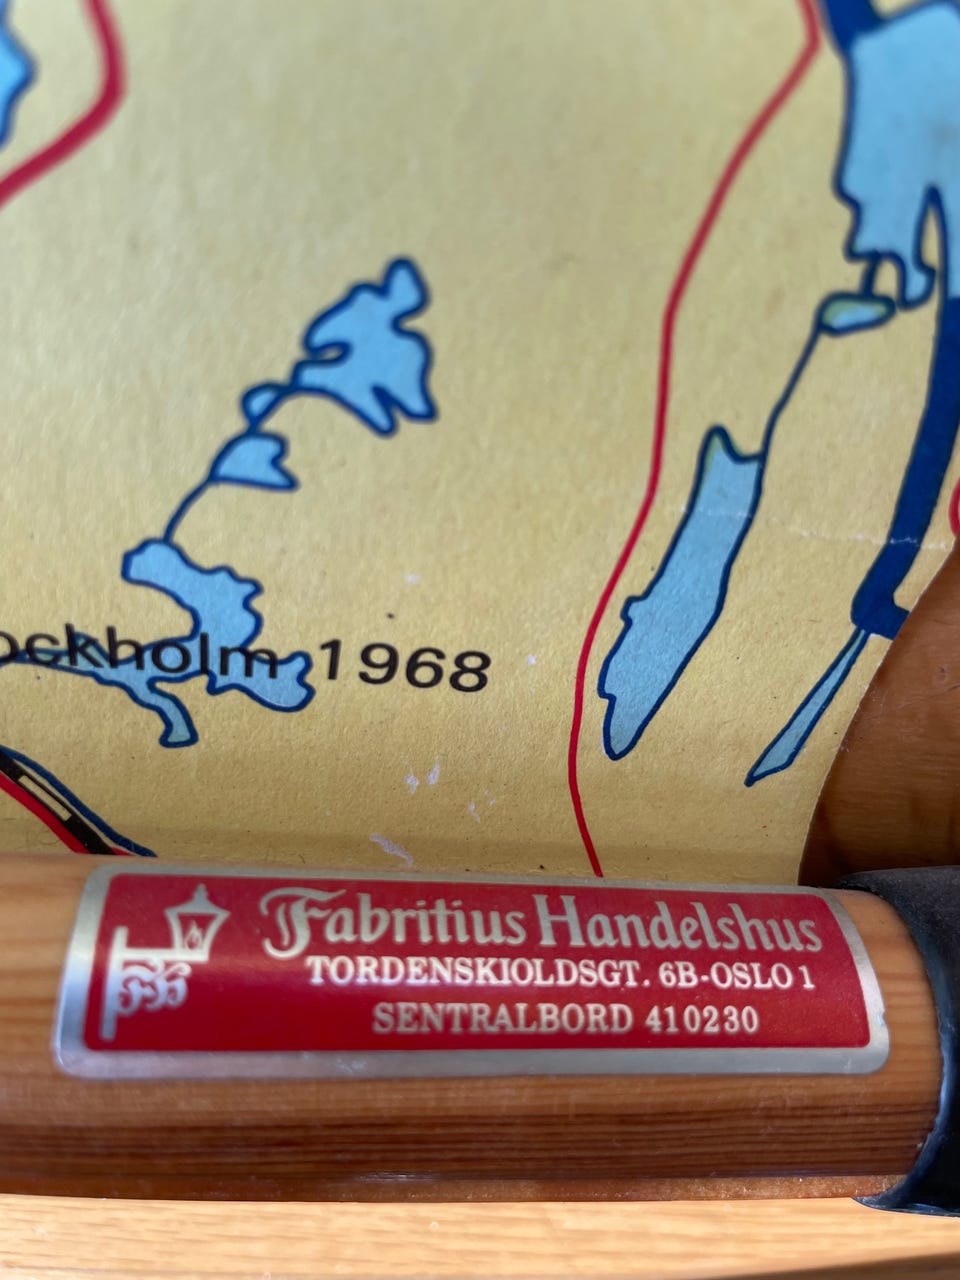 ockholm 1968
Fabritius Handelshus
TORDENSKIOLDSGT. 6B-OSLO 1
SENTRALBORD 410230